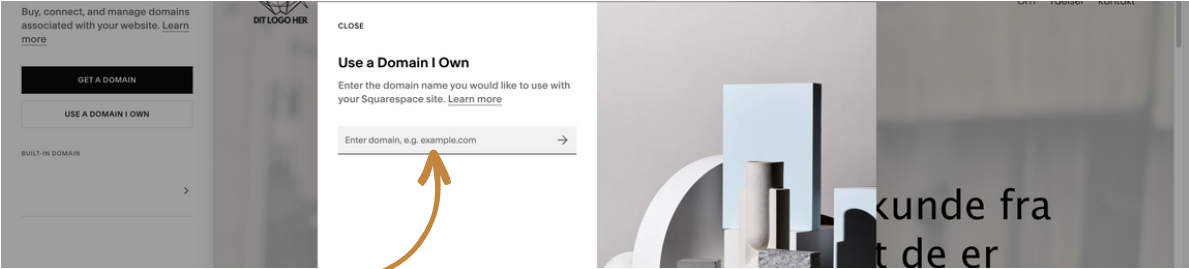 Buy, connect, and manage domains
associated with your website. Learn
more
GET A DOMAIN
USE A DOMAIN I OWN
BUILT-IN DOMAIN
DIT LOGO HER
CLOSE
Use a Domain I Own
Enter the domain name you would like to use with
your Squarespace site. Learn more
Enter domain, e.g. example.com
Om Kontakt
kunde fra
t de er